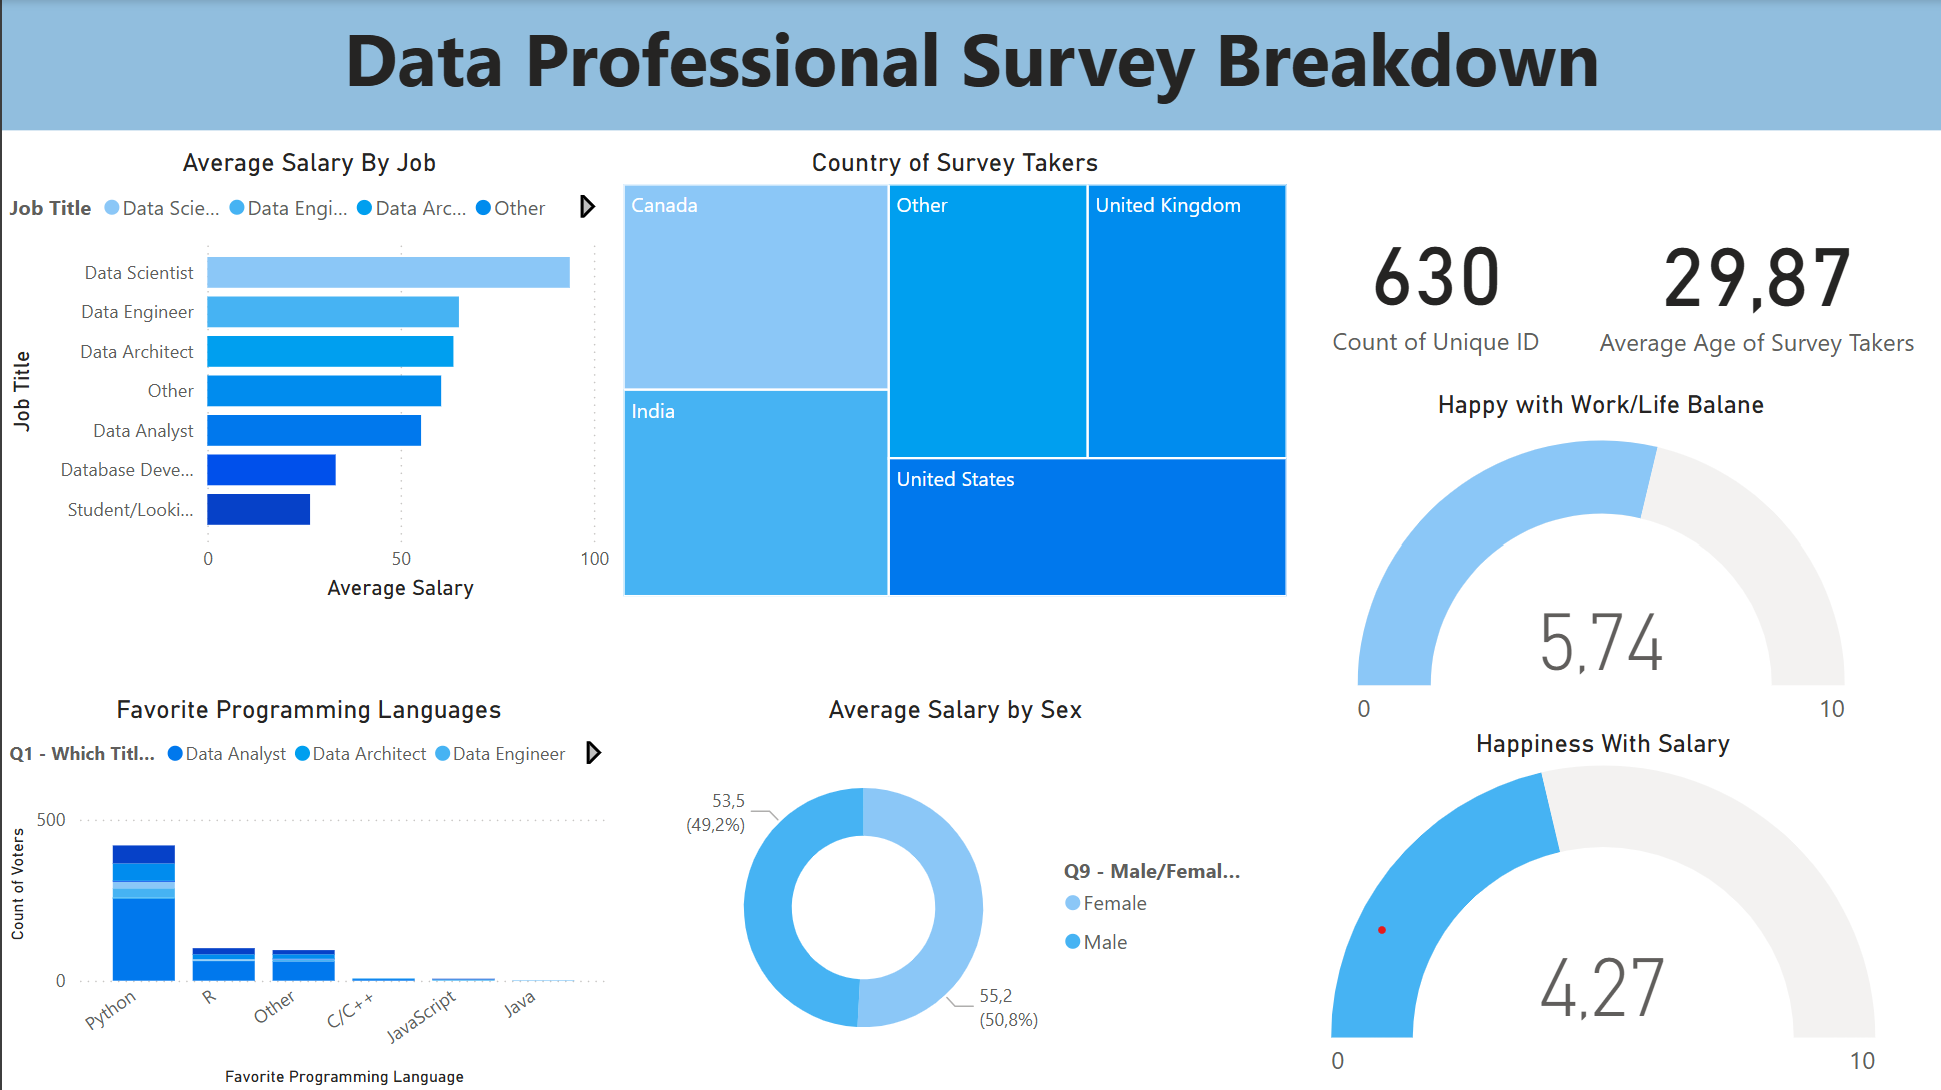 Data Professional Survey Breakdown
Average Salary By Job
Job Title Data Scie... Data Engi... Data Arc... Other
Job Title
Data Scientist
Data Engineer
Data Architect
Other
Data Analyst
Database Deve...
Student/Looki...
0 50 100
Average Salary
Country of Survey Takers
Canada
Other
United Kingdom
India
United States
630
Count of Unique ID
29,87
Average Age of Survey Takers
Happy with Work/Life Balane
5,74
0 10
Favorite Programming Languages
Q1 - Which Titl... Data Analyst Data Architect Data Engineer
Count of Voters
500
0
Python R Other C/C++ JavaScript Java
Favorite Programming Language
Average Salary by Sex
53,5
(49,2%)
55,2
(50,8%)
Q9 - Male/Femal...
Female
Male
Happiness With Salary
4,27
0 10